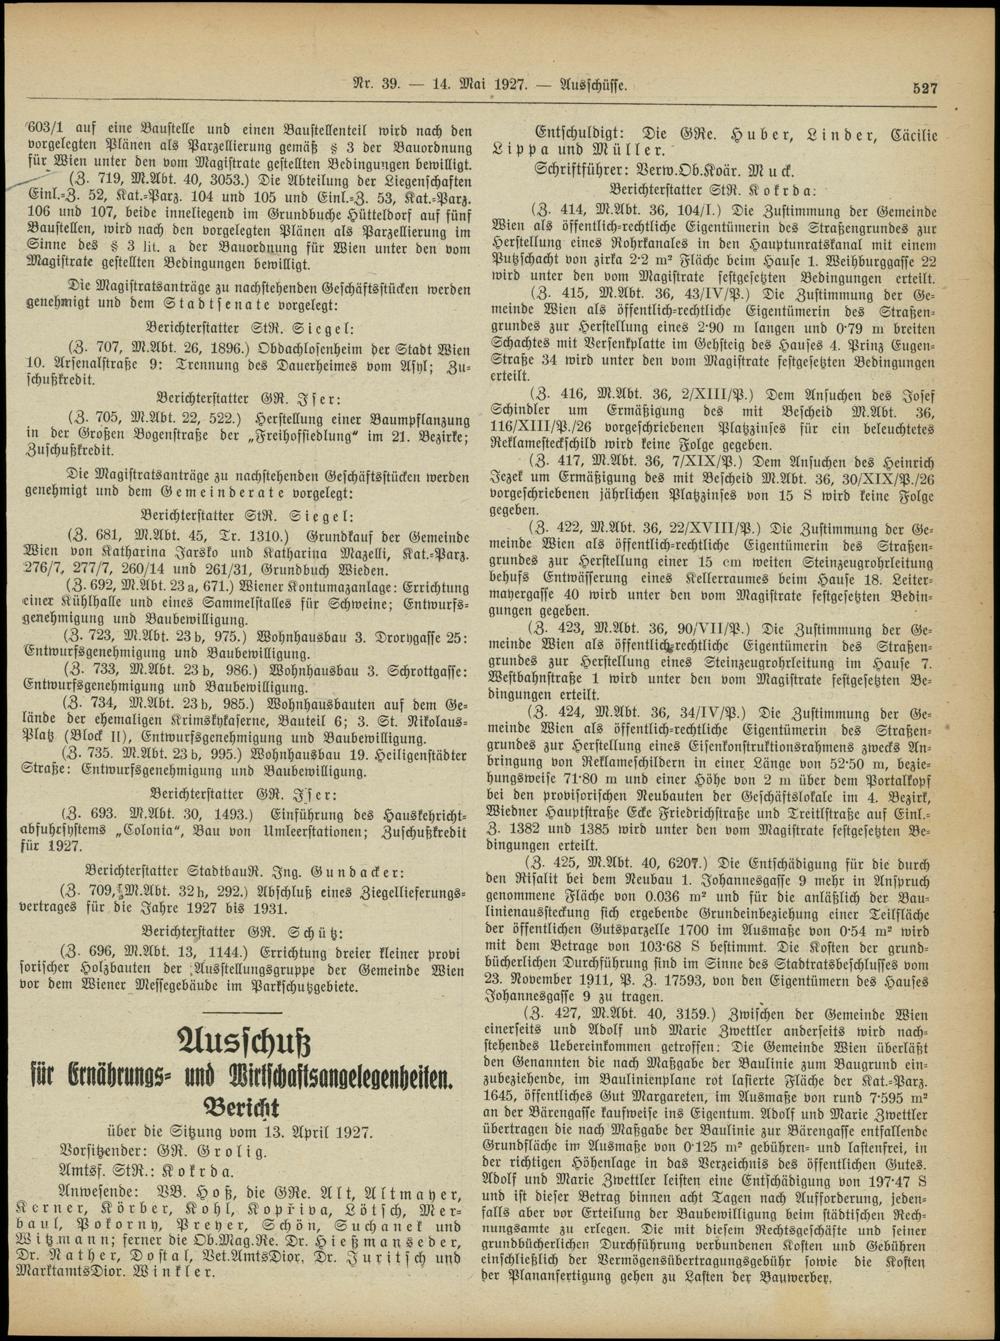 Nr. 39. — 14. Mai 1927. — Ausschüsse.
527
603/1 auf eine Baustelle und einen Baustellenteil wird nach den
vorgelegten Plänen als Parzellierung gemäß § 3 der Bauordnung
für Wien unter den vom Magistrate gestellten Bedingungen bewilligt.
(Z. 719, M.Abt. 40, 3053.) Die Abteilung der Liegenschaften
Einl.-Z. 52, Kat.-Parz. 104 und 105 und Einl.-Z. 53, Kat.-Parz.
106 und 107, beide inneliegend im Grundbuche Hütteldorf auf fünf
Baustellen, wird nach den vorgelegten Plänen als Parzellierung im
Sinne des § 3 lit. a der Bauordnung für Wien unter den vom
Magistrate gestellten Bedingungen bewilligt.
Die Magistratsanträge zu nachstehenden Geschäftsstücken werden
genehmigt und dem Stadtsenate vorgelegt:
Berichterstatter StR. Siegel:
(Z. 707, M.Abt. 26, 1896.) Obdachlosenheim der Stadt Wien
10. Arsenalstraße 9: Trennung des Dauerheimes vom Asyl; Zu-
schußkredit.
Berichterstatter GR. Iser:
(Z. 705, M.Abt. 22, 522.) Herstellung einer Baumpflanzung
in der Großen Bogenstraße der „Freihofsiedlung“ im 21. Bezirke;
Zuschußkredit.
Die Magistratsanträge zu nachstehenden Geschäftsstücken werden
genehmigt und dem Gemeinderate vorgelegt:
Berichterstatter StR. Siegel:
(Z. 681, M.Abt. 45, Tr. 1310.) Grundkauf der Gemeinde
Wien von Katharina Jarsko und Katharina Mazelli, Kat.-Parz.
276/7, 277/7, 260/14 und 261/31, Grundbuch Wieden.
(Z. 692, M.Abt. 23a, 671.) Wiener Kontumazanlage: Errichtung
einer Kühlhalle und eines Sammelstalles für Schweine; Entwurfs-
genehmigung und Baubewilligung.
(Z. 723, M.Abt. 23b, 975.) Wohnhausbau 3. Drorygasse 25:
Entwurfsgenehmigung und Baubewilligung.
(Z. 733, M.Abt. 23b, 986.) Wohnhausbau 3. Schrottgasse:
Entwurfsgenehmigung und Baubewilligung.
(Z. 734, M.Abt. 23b, 985.) Wohnhausbauten auf dem Ge-
lände der ehemaligen Krimskykaserne, Bauteil 6; 3. St. Nikolaus-
Platz (Block II), Entwurfsgenehmigung und Baubewilligung.
(Z. 735. M.Abt. 23b, 995.) Wohnhausbau 19. Heiligenstädter
Straße: Entwurfsgenehmigung und Baubewilligung.
Berichterstatter GR. Iser:
(Z. 693. M.Abt. 30, 1493.) Einführung des Hauskehricht-
abfuhrsystems „Colonia“, Bau von Umleerstationen; Zuschußkredit
für 1927.
Berichterstatter StadtbauR. Ing. Gundacker:
(Z. 709, M.Abt. 32h, 292.) Abschluß eines Ziegellieferungs-
vertrages für die Jahre 1927 bis 1931.
Berichterstatter GR. Schütz:
(Z. 696, M.Abt. 13, 1144.) Errichtung dreier kleiner provi
sorischer Holzbauten der Ausstellungsgruppe der Gemeinde Wien
vor dem Wiener Messegebäude im Parkschutzgebiete.
Ausschuß
für Ernährungs- und Wirtschaftsangelegenheiten.
Bericht
über die Sitzung vom 13. April 1927.
Vorsitzender: GR. Grolig.
Amtsf. StR.: Kokrda.
Anwesende: VB. Hoß, die GRe. Alt, Altmayer,
Kerner, Körber, Kohl, Kopřiva, Lötsch, Mer-
baul, Pokorny, Preyer, Schön, Suchanek und
Witzmann; ferner die Ob.Mag.Re. Dr. Hießmanseder,
Dr. Nather, Dostal, Vet.AmtsDior. Dr. Juritsch und
MarktamtsDior. Winkler.
Entschuldigt: Die GRe. Huber, Linder, Cäcilie
Lippa und Müller.
Schriftführer: Verw.Ob.Koär. Muck.
Berichterstatter StR. Kokrda:
(Z. 414, M.Abt. 36, 104/I.) Die Zustimmung der Gemeinde
Wien als öffentlich-rechtliche Eigentümerin des Straßengrundes zur
Herstellung eines Rohrkanales in den Hauptunratskanal mit einem
Putzschacht von zirka 2·2 m² Fläche beim Hause 1. Weihburggasse 22
wird unter den vom Magistrate festgesetzten Bedingungen erteilt.
(Z. 415, M.Abt. 36, 43/IV/P.) Die Zustimmung der Ge-
meinde Wien als öffentlich-rechtliche Eigentümerin des Straßen-
grundes zur Herstellung eines 2·90 m langen und 0·79 m breiten
Schachtes mit Versenkplatte im Gehsteig des Hauses 4. Prinz Eugen-
Straße 34 wird unter den vom Magistrate festgesetzten Bedingungen
erteilt.
(Z. 416, M.Abt. 36, 2/XIII/P.) Dem Ansuchen des Josef
Schindler um Ermäßigung des mit Bescheid M.Abt. 36,
116/XIII/P./26 vorgeschriebenen Platzzinses für ein beleuchtetes
Reklamesteckschild wird keine Folge gegeben.
(Z. 417, M.Abt. 36, 7/XIX/P.) Dem Ansuchen des Heinrich
Jezek um Ermäßigung des mit Bescheid M.Abt. 36, 30/XIX/P./26
vorgeschriebenen jährlichen Platzzinses von 15 S wird keine Folge
gegeben.
(Z. 422, M.Abt. 36, 22/XVIII/P.) Die Zustimmung der Ge-
meinde Wien als öffentlich-rechtliche Eigentümerin des Straßen-
grundes zur Herstellung einer 15 cm weiten Steinzeugrohrleitung
behufs Entwässerung eines Kellerraumes beim Hause 18. Leiter-
mayergasse 40 wird unter den vom Magistrate festgesetzten Bedin-
gungen gegeben.
(Z. 423, M.Abt. 36, 90/VII/P.) Die Zustimmung der Ge-
meinde Wien als öffentlich-rechtliche Eigentümerin des Straßen-
grundes zur Herstellung eines Steinzeugrohrleitung im Hause 7.
Westbahnstraße 1 wird unter den vom Magistrate festgesetzten Be-
dingungen erteilt.
(Z. 424, M.Abt. 36, 34/IV/P.) Die Zustimmung der Ge-
meinde Wien als öffentlich-rechtliche Eigentümerin des Straßen-
grundes zur Herstellung eines Eisenkonstruktionsrahmens zwecks An-
bringung von Reklameschildern in einer Länge von 52·50 m, bezie-
hungsweise 71·80 m und einer Höhe von 2 m über dem Portalkopf
bei den provisorischen Neubauten der Geschäftslokale im 4. Bezirk,
Wiedner Hauptstraße Ecke Friedrichstraße und Treitlstraße auf Einl.-
Z. 1382 und 1385 wird unter den vom Magistrate festgesetzten Be-
dingungen erteilt.
(Z. 425, M.Abt. 40, 6207.) Die Entschädigung für die durch
den Risalit bei dem Neubau 1. Johannesgasse 9 mehr in Anspruch
genommene Fläche von 0.036 m² und für die anläßlich der Bau-
linienaussteckung sich ergebende Grundeinbeziehung einer Teilfläche
der öffentlichen Gutsparzelle 1700 im Ausmaße von 0·54 m² wird
mit dem Betrage von 103·68 S bestimmt. Die Kosten der grund-
bücherlichen Durchführung sind im Sinne des Stadtratsbeschlusses vom
23. November 1911, P. Z. 17593, von den Eigentümern des Hauses
Johannesgasse 9 zu tragen.
(Z. 427, M.Abt. 40, 3159.) Zwischen der Gemeinde Wien
einerseits und Adolf und Marie Zwettler anderseits wird nach-
stehendes Uebereinkommen getroffen: Die Gemeinde Wien überläßt
den Genannten die nach Maßgabe der Baulinie zum Baugrund ein-
zubeziehende, im Baulinienplane rot lasierte Fläche der Kat.-Parz.
1645, öffentliches Gut Margareten, im Ausmaße von rund 7·595 m²
an der Bärengasse kaufweise ins Eigentum. Adolf und Marie Zwettler
übertragen die nach Maßgabe der Baulinie zur Bärengasse entfallende
Grundfläche im Ausmaße von 0·125 m² gebühren- und lastenfrei, in
der richtigen Höhenlage in das Verzeichnis des öffentlichen Gutes.
Adolf und Marie Zwettler leisten eine Entschädigung von 197·47 S
und ist dieser Betrag binnen acht Tagen nach Aufforderung, jeden-
falls aber vor Erteilung der Baubewilligung beim städtischen Rech-
nungsamte zu erlegen. Die mit diesem Rechtsgeschäfte und seiner
grundbücherlichen Durchführung verbundenen Kosten und Gebühren
einschließlich der Vermögensübertragungsgebühr sowie die Kosten
der Plananfertigung gehen zu Lasten der Bauwerber.